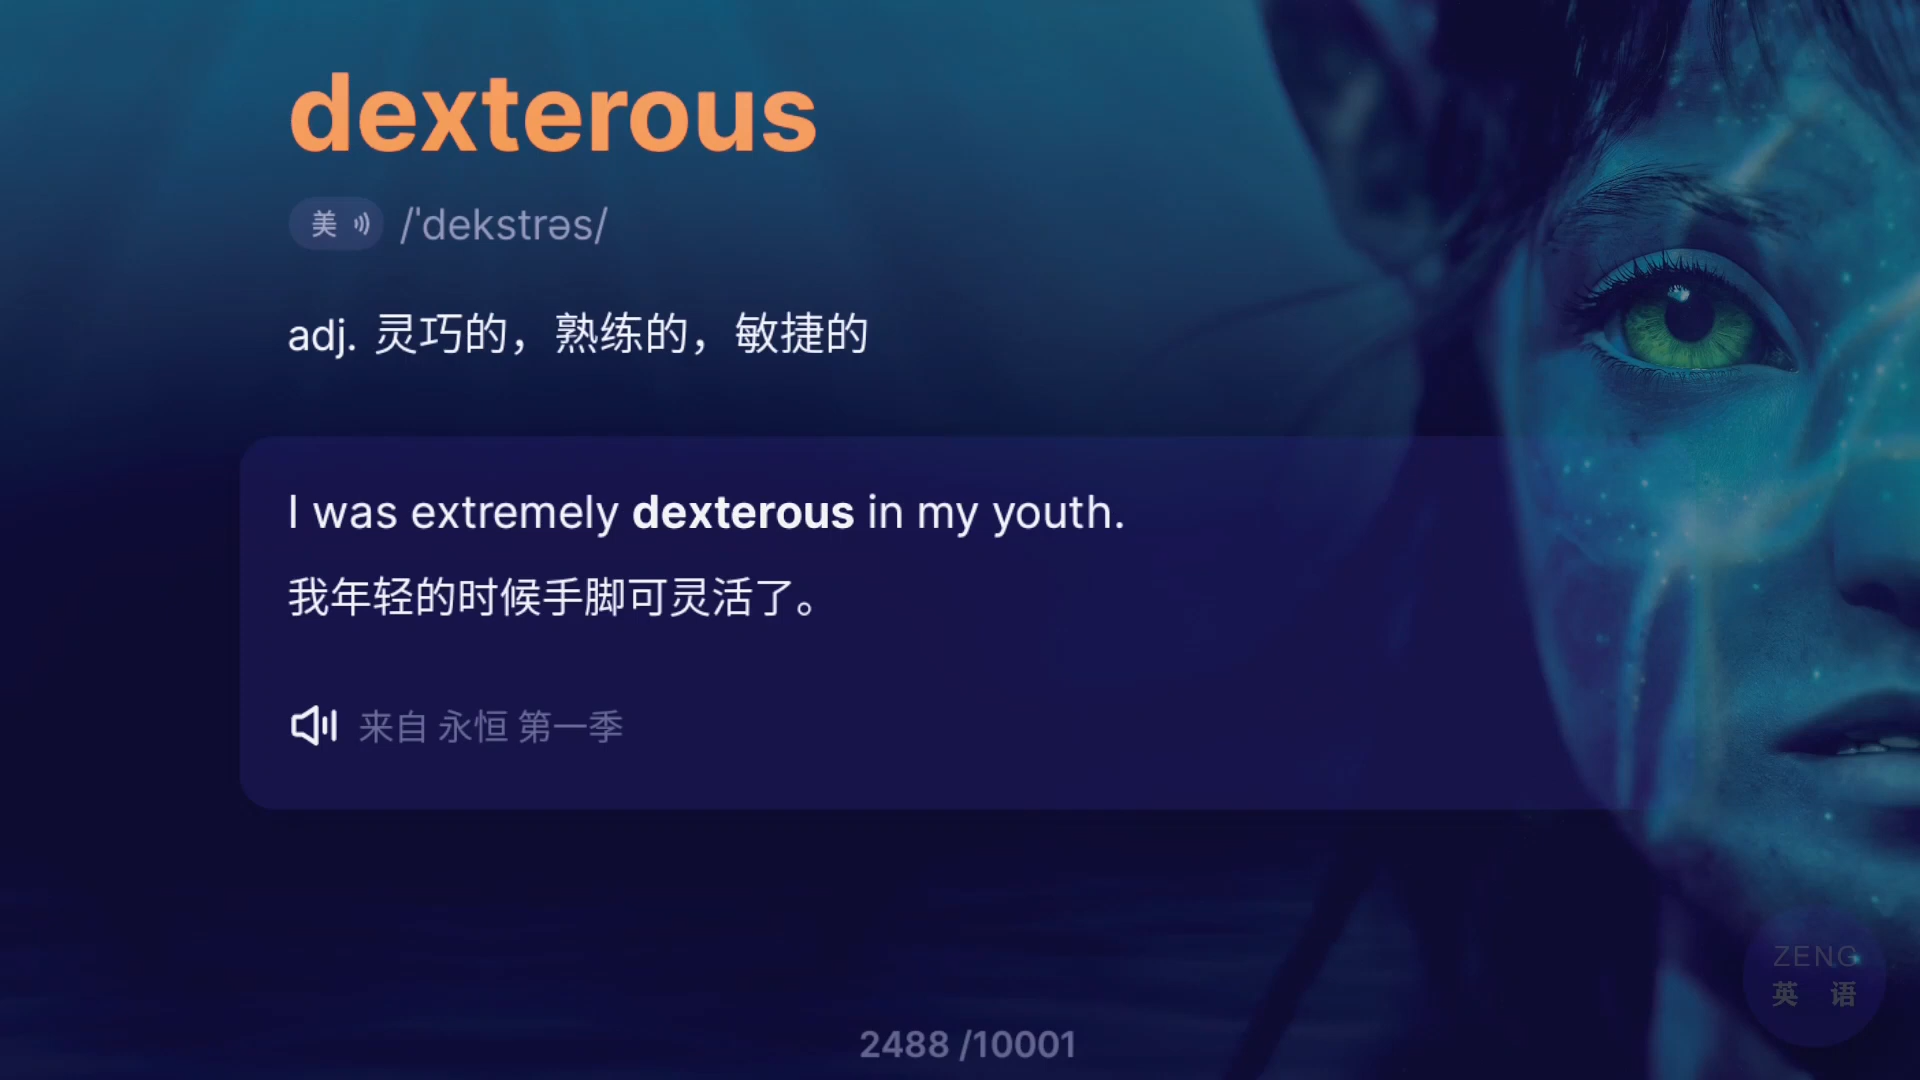 dexterous
美 /ˈdekstrəs/
adj. 灵巧的，熟练的，敏捷的
I was extremely dexterous in my youth.
我年轻的时候手脚可灵活了。
来自 永恒 第一季
ZENG
英 语
2488 /10001